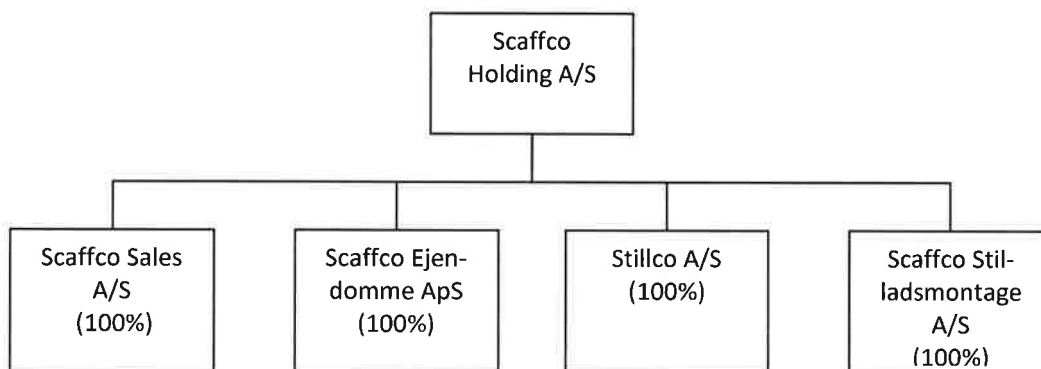 Scaffco
Holding A/S
Scaffco Sales
A/S
(100%)
Scaffco Ejen-
domme ApS
(100%)
Stillco A/S
(100%)
Scaffco Stil-
ladsmontage
A/S
(100%)